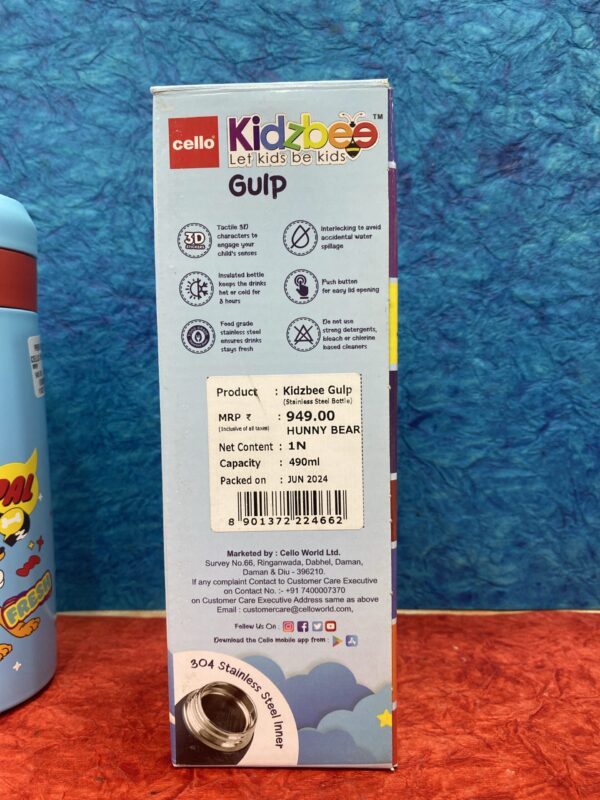 cello
Kidzbee™
Let kids be kids
Gulp
3D
Tactile 3D
characters to
engage your
child's senses
Interlocking to avoid
accidental water
spillage
Insulated bottle
keeps the drinks
hot or cold for
8 hours
Push button
for easy lid opening
Food grade
stainless steel
ensures drinks
stays fresh
Do not use
strong detergents,
bleach or chlorine
based cleaners
Product : Kidzbee Gulp
(Stainless Steel Bottle)
MRP ₹ : 949.00
(Inclusive of all taxes) HUNNY BEAR
Net Content : 1N
Capacity : 490ml
Packed on : JUN 2024
8 901372 224662
Marketed by : Cello World Ltd.
Survey No.66, Ringanwada, Dabhel, Daman,
Daman & Diu - 396210.
If any complaint Contact to Customer Care Executive
on Contact No. :- +91 7400007370
on Customer Care Executive Address same as above
Email : customercare@celloworld.com,
Follow Us On :
Download the Cello mobile app from :
304 Stainless Steel Inner
PAL
FRESH